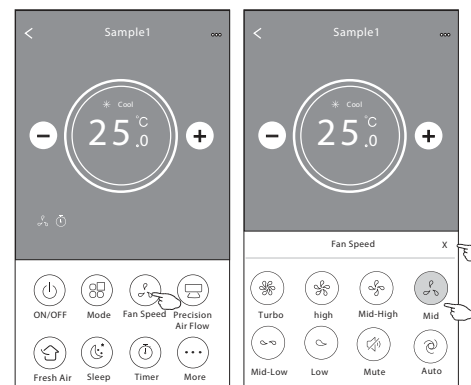 Sample1
Cool
25.0 °C
ON/OFF
Mode
Fan Speed
Precision
Air Flow
Fresh Air
Sleep
Timer
More
Sample1
Cool
25.0 °C
Fan Speed
X
Turbo
high
Mid-High
Mid
Mid-Low
Low
Mute
Auto